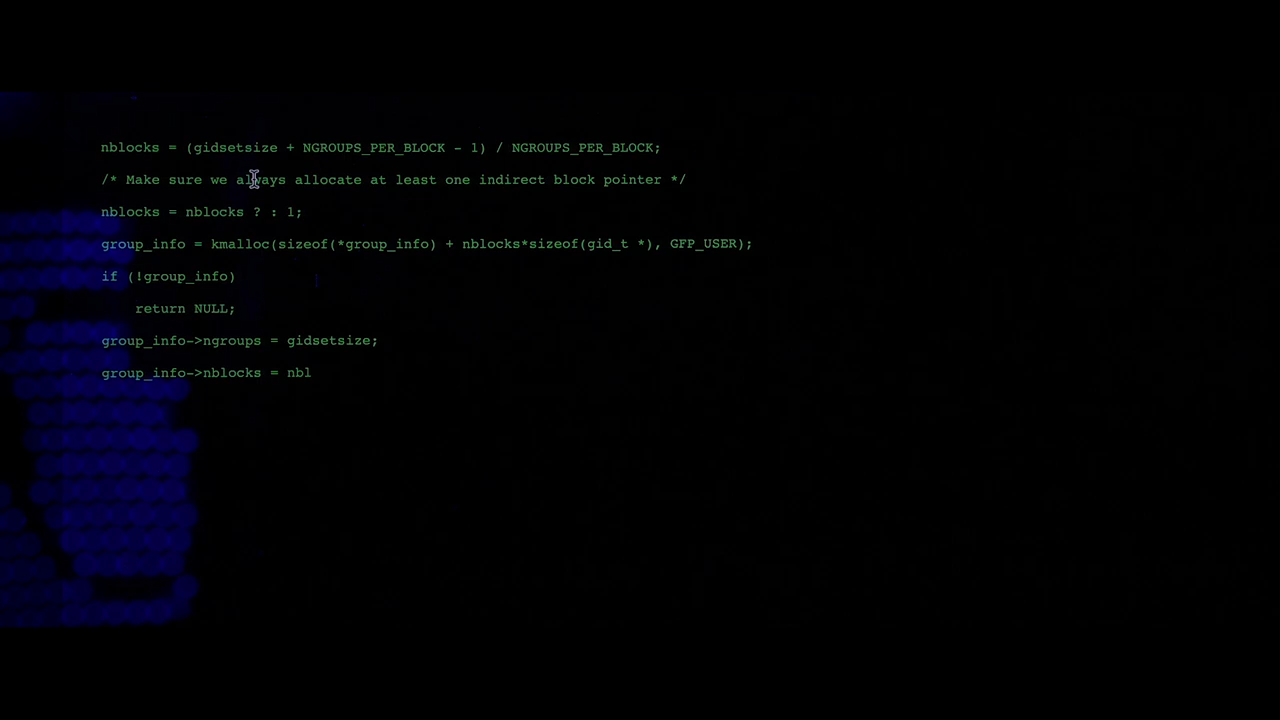 nblocks = (gidsetsize + NGROUPS_PER_BLOCK - 1) / NGROUPS_PER_BLOCK;
/* Make sure we always allocate at least one indirect block pointer */
nblocks = nblocks ? : 1;
group_info = kmalloc(sizeof(*group_info) + nblocks*sizeof(gid_t *), GFP_USER);
if (!group_info)
    return NULL;
group_info->ngroups = gidsetsize;
group_info->nblocks = nbl